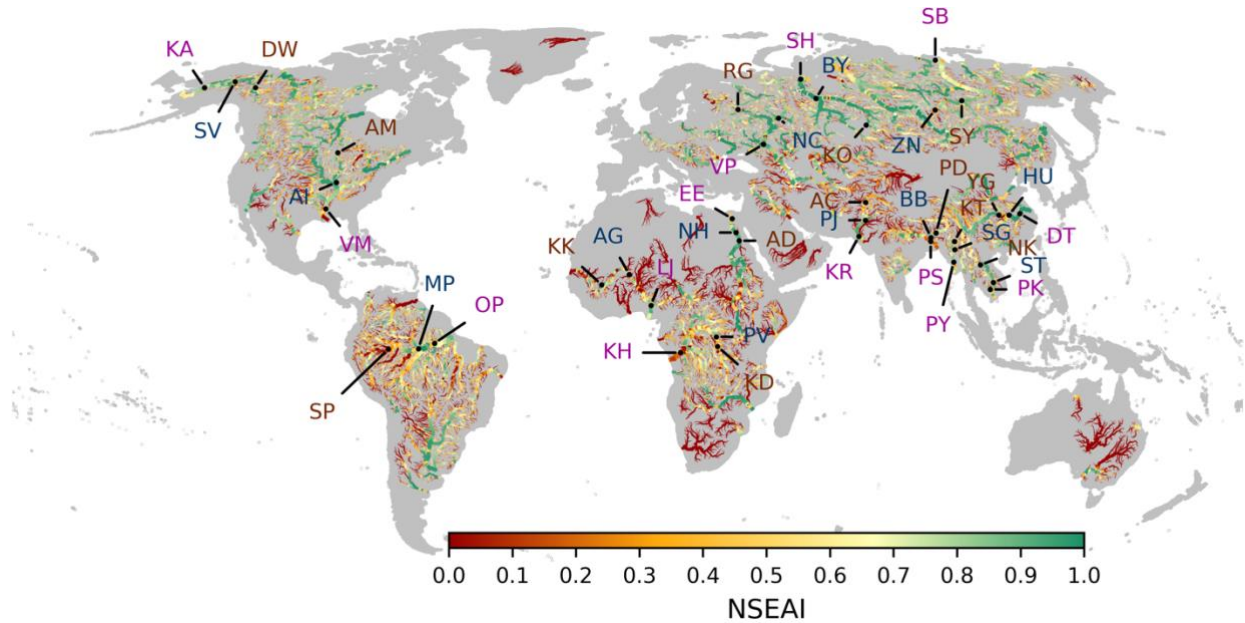 SB
KA
DW
SH
BY
RG
SV
AM
NC
KO
ZN
SY
VP
PD
AI
EE
AC
BB
YG
HU
PJ
KT
NH
AD
SG
VM
KK
AG
KR
PS
NK
DT
LJ
ST
MP
PY
PK
OP
PV
KH
KD
SP
0.0 0.1 0.2 0.3 0.4 0.5 0.6 0.7 0.8 0.9 1.0
NSEAI